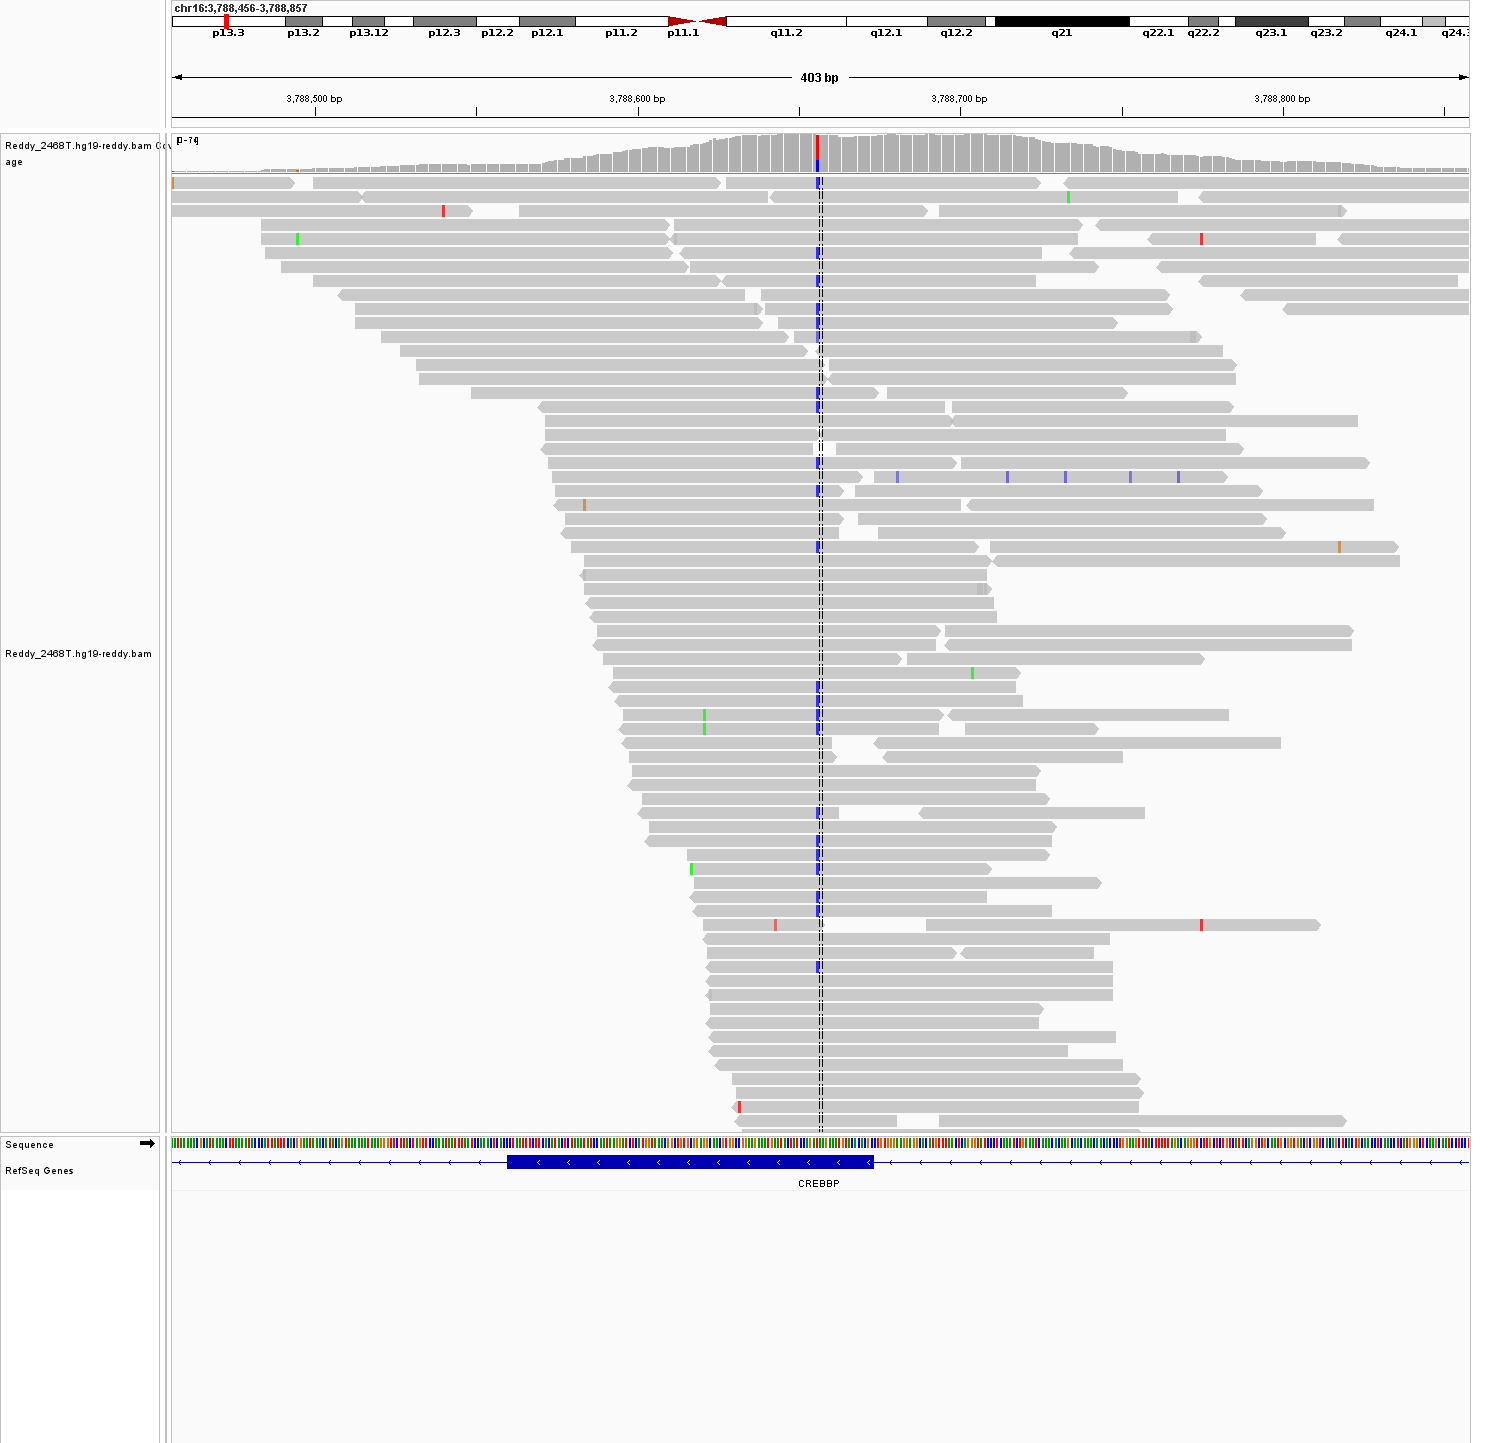 chr16:3,788,456-3,788,857
p13.3 p13.2 p13.12 p12.3 p12.2 p12.1 p11.2 p11.1 q11.2 q12.1 q12.2 q21 q22.1 q22.2 q23.1 q23.2 q24.1 q24.3
403 bp
3,788,500 bp 3,788,600 bp 3,788,700 bp 3,788,800 bp
[0-74]
Reddy_2468T.hg19-reddy.bam Cov
age
Reddy_2468T.hg19-reddy.bam
Sequence
RefSeq Genes
CREBBP